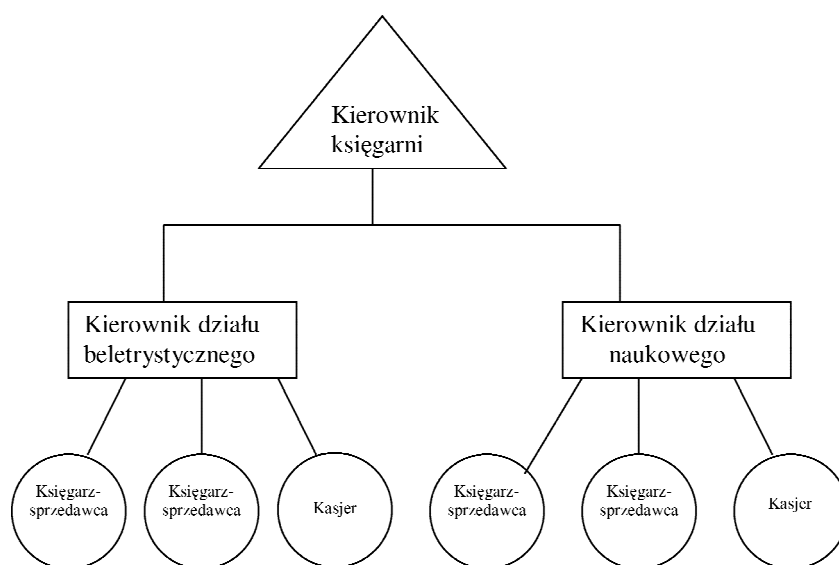 Kierownik
księgarni
Kierownik działu
beletrystycznego
Kierownik działu
naukowego
Księgarz-
sprzedawca
Księgarz-
sprzedawca
Kasjer
Księgarz-
sprzedawca
Księgarz-
sprzedawca
Kasjer